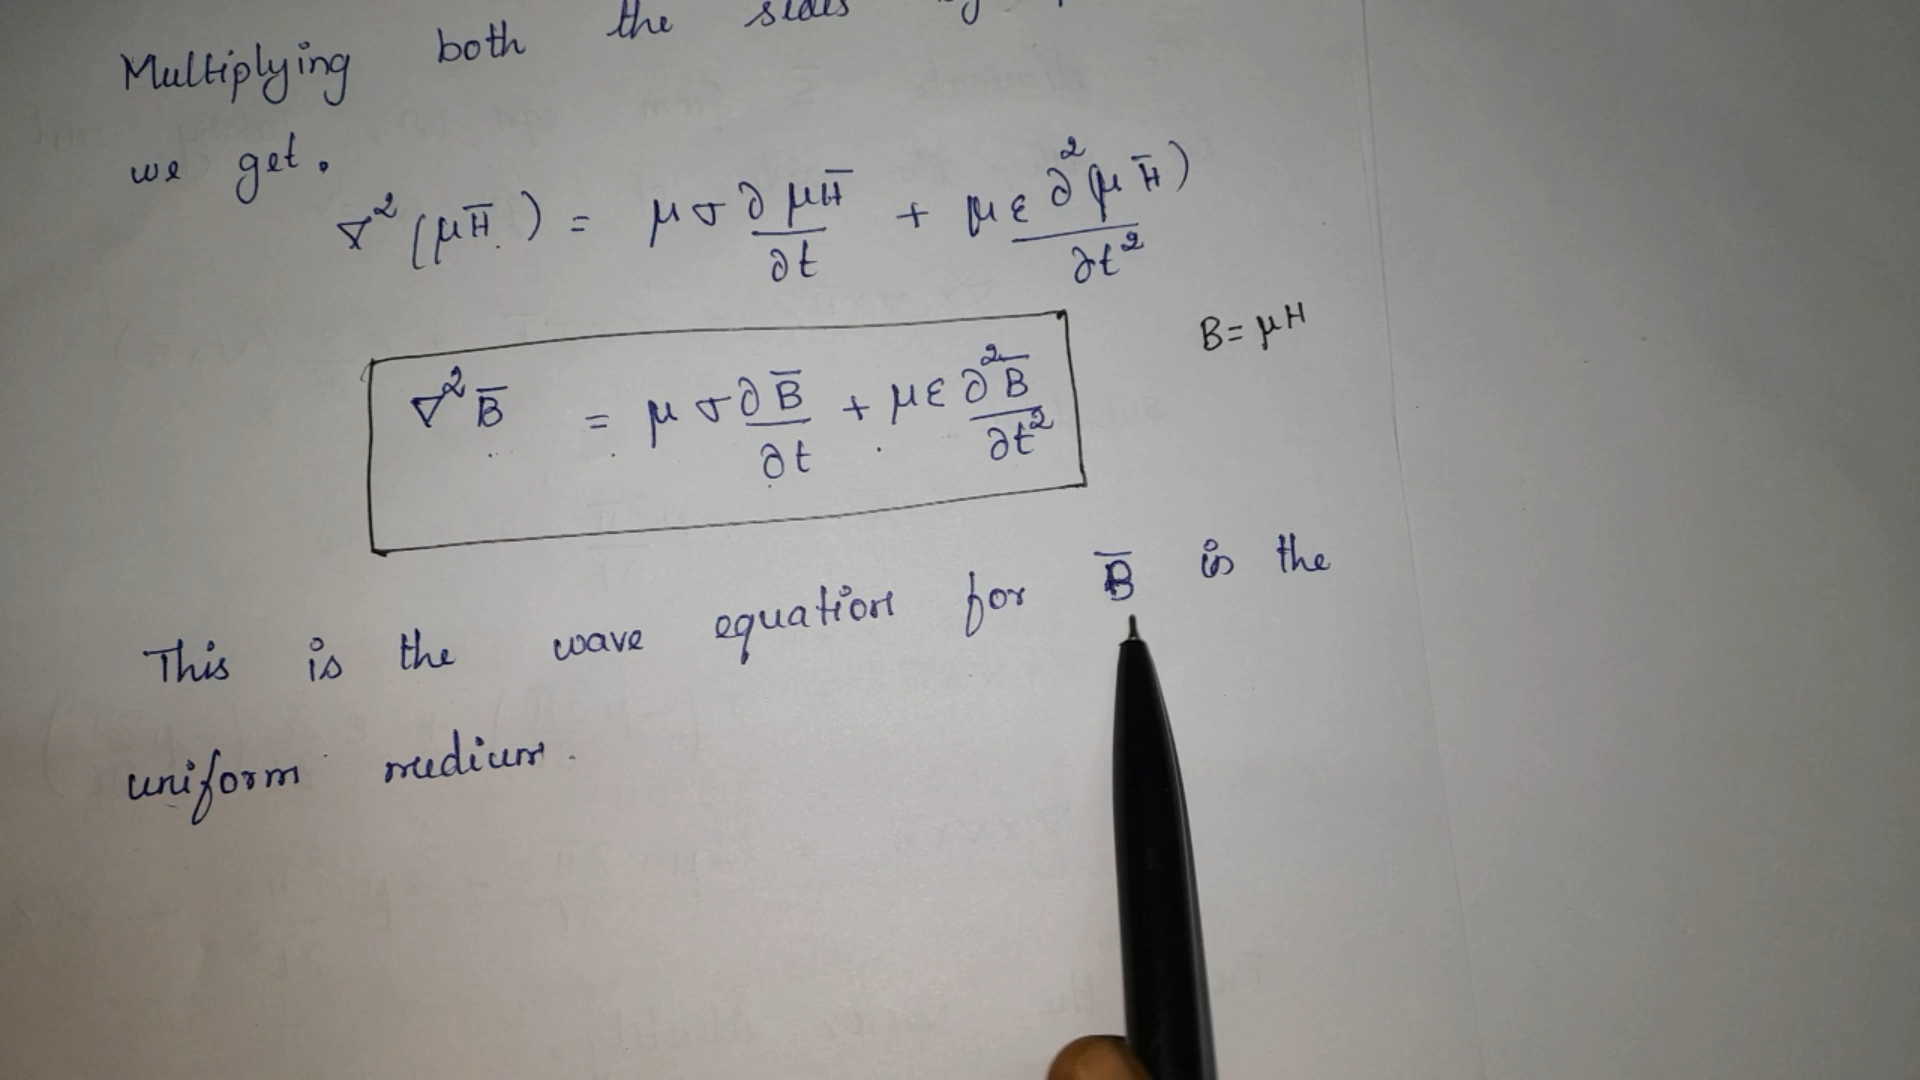 Multiplying both the sides
we get.
∇²(μH̄) = μσ ∂μH̄/∂t + με ∂²(μH̄)/∂t²
B = μH
∇²B̄ = μσ ∂B̄/∂t + με ∂²B̄/∂t²
This is the wave equation for B̄ is the
uniform medium.